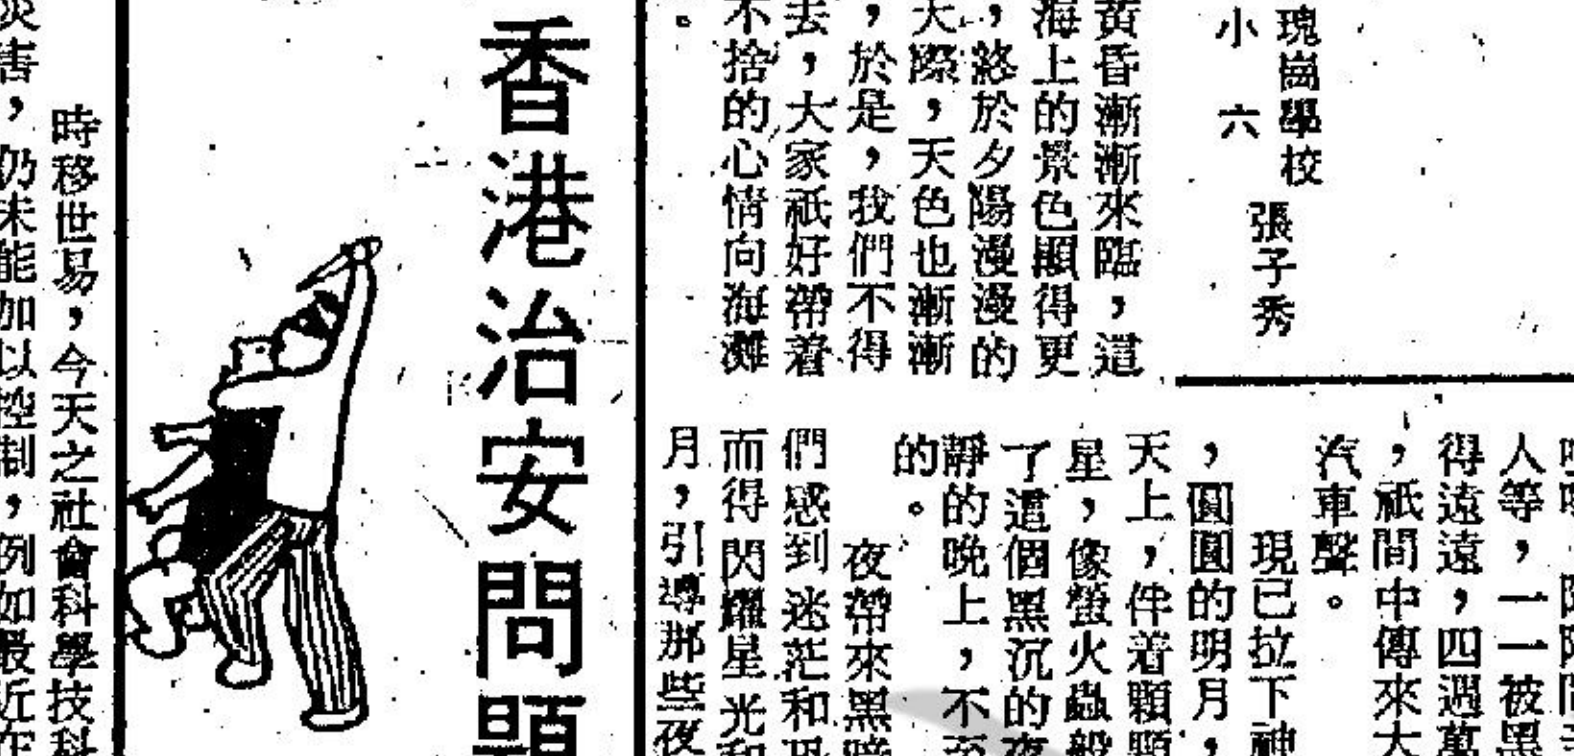 瑰崗學校
小六
張子秀
黃昏漸漸來臨，這
海上的景色顯得更
，終於夕陽漫漫的
天際，天色也漸漸
，於是，我們不得
去，大家祇好帶着
不捨的心情向海灘
。
人等，一一被黑
得遠遠，四週萬
，祇間中傳來大
汽車聲。
現已拉下神
，圓圓的明月，
天上，伴着顆顆
星，像螢火蟲般
了這個黑沉的夜
靜的晚上，不
的。
夜帶來黑暗
們感到迷茫和恐
而得閃耀星光和
月，引導那些夜
香港治安問題
時移世易，今天之社會科學技科
災害，仍未能加以控制，例如最近在